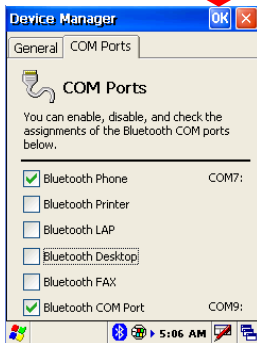 Device Manager OK
General COM Ports
COM Ports
You can enable, disable, and check the
assignments of the Bluetooth COM ports
below.
Bluetooth Phone COM7:
Bluetooth Printer
Bluetooth LAP
Bluetooth Desktop
Bluetooth FAX
Bluetooth COM Port COM9:
5:06 AM